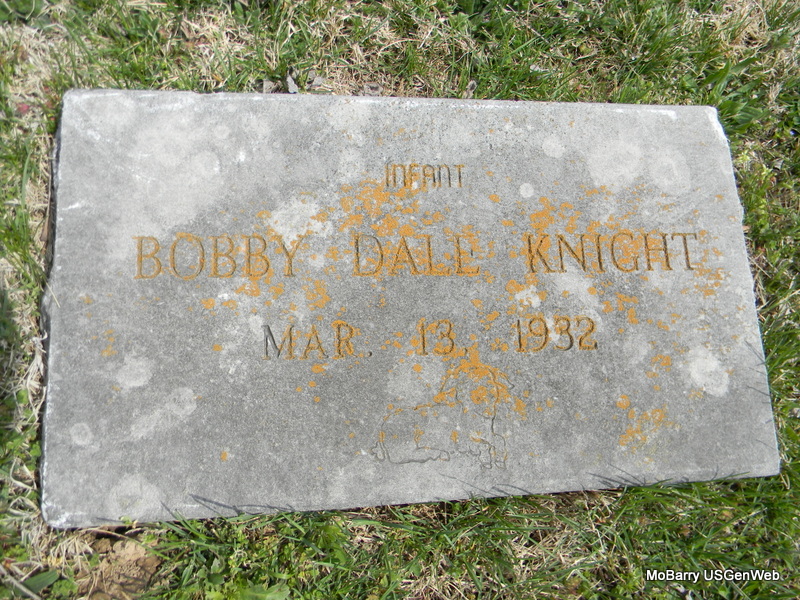 INFANT
BOBBY DALE KNIGHT
MAR. 13, 1932
MoBarry USGenWeb